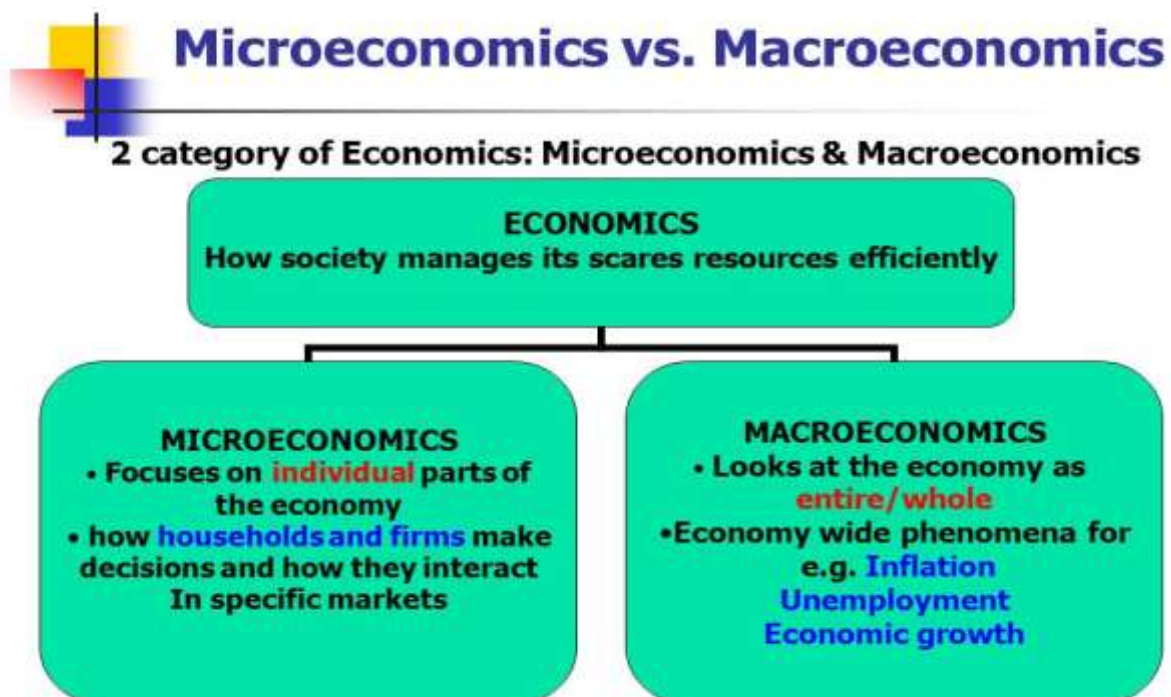 Microeconomics vs. Macroeconomics
2 category of Economics: Microeconomics & Macroeconomics
ECONOMICS
How society manages its scares resources efficiently
MICROECONOMICS
• Focuses on individual parts of
the economy
• how households and firms make
decisions and how they interact
In specific markets
MACROECONOMICS
• Looks at the economy as
entire/whole
•Economy wide phenomena for
e.g. Inflation
Unemployment
Economic growth